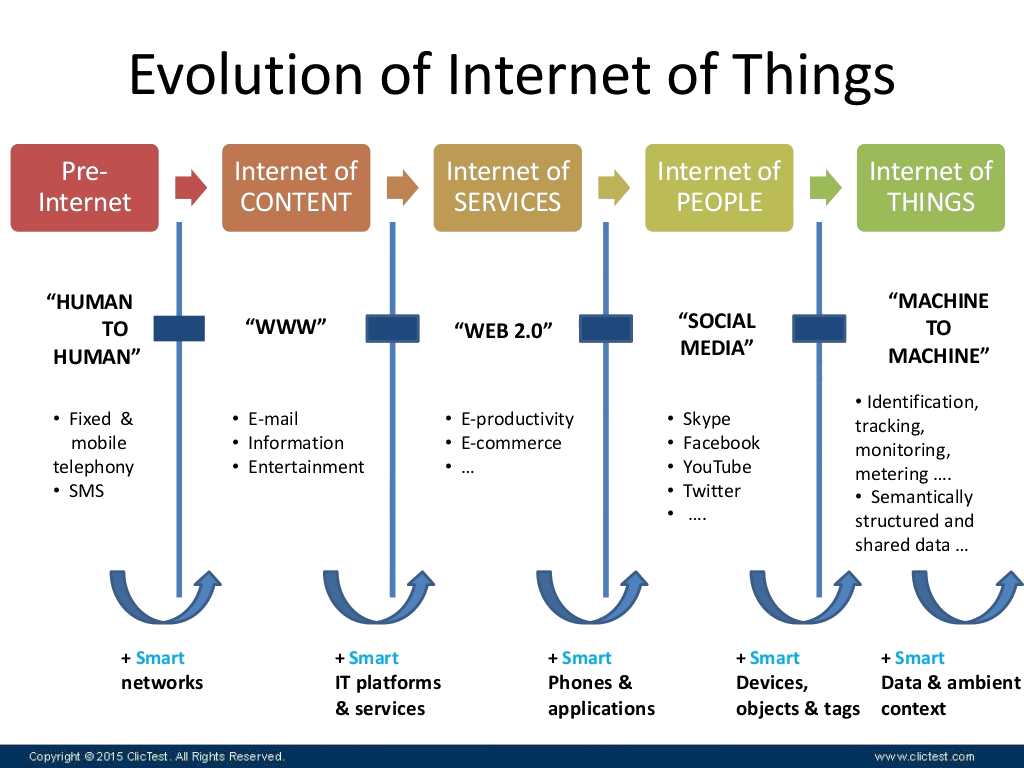 Evolution of Internet of Things
Pre-
Internet
Internet of
CONTENT
Internet of
SERVICES
Internet of
PEOPLE
Internet of
THINGS
“HUMAN
TO
HUMAN”
“WWW”
“WEB 2.0”
“SOCIAL
MEDIA”
“MACHINE
TO
MACHINE”
• Fixed &
mobile
telephony
• SMS
• E-mail
• Information
• Entertainment
• E-productivity
• E-commerce
• …
• Skype
• Facebook
• YouTube
• Twitter
• ….
• Identification,
tracking,
monitoring,
metering ….
• Semantically
structured and
shared data …
+ Smart
networks
+ Smart
IT platforms
& services
+ Smart
Phones &
applications
+ Smart
Devices,
objects & tags
+ Smart
Data & ambient
context
Copyright © 2015 ClicTest. All Rights Reserved.
www.clictest.com